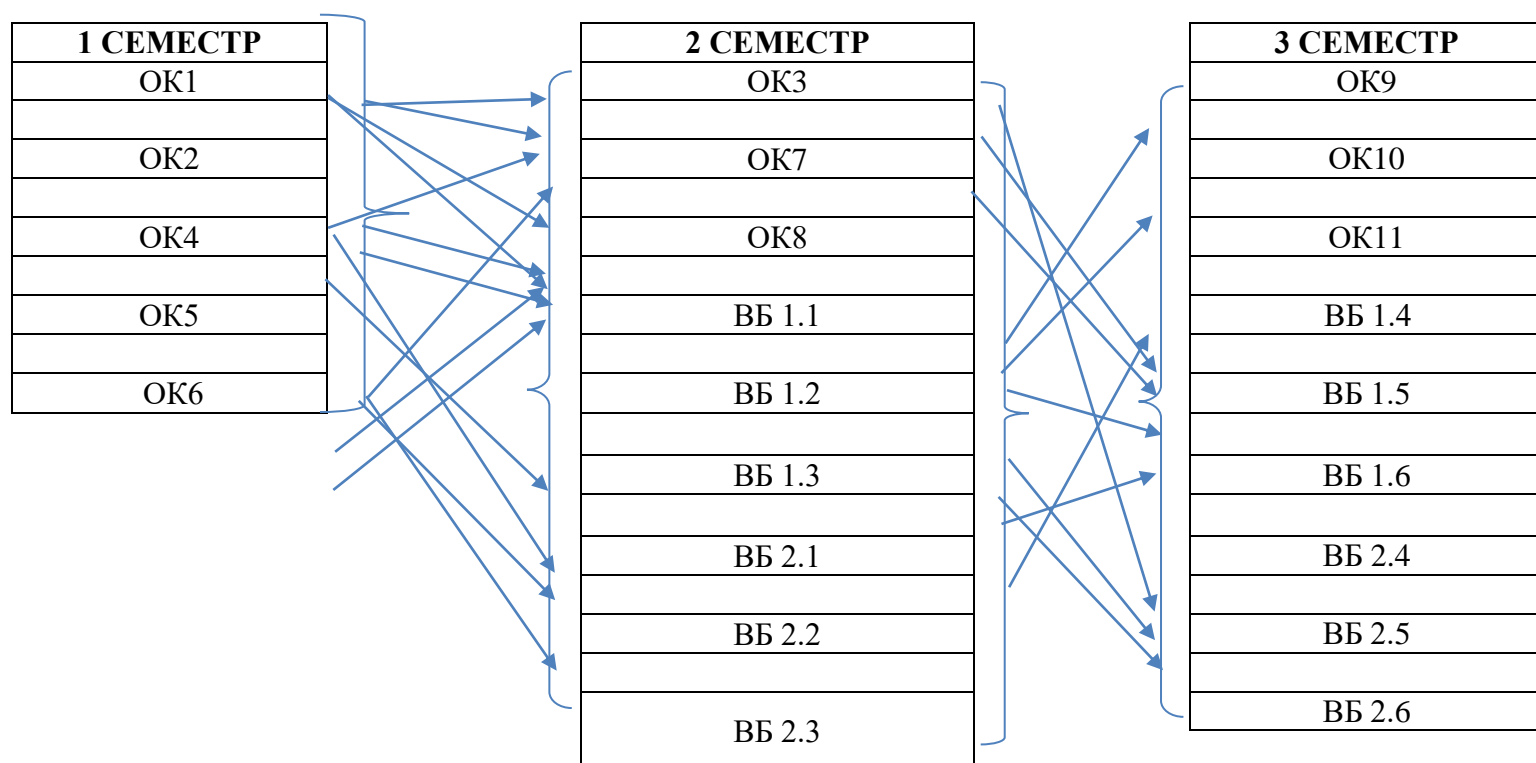 1 СЕМЕСТР
ОК1
ОК2
ОК4
ОК5
ОК6
2 СЕМЕСТР
ОК3
ОК7
ОК8
ВБ 1.1
ВБ 1.2
ВБ 1.3
ВБ 2.1
ВБ 2.2
ВБ 2.3
3 СЕМЕСТР
ОК9
ОК10
ОК11
ВБ 1.4
ВБ 1.5
ВБ 1.6
ВБ 2.4
ВБ 2.5
ВБ 2.6